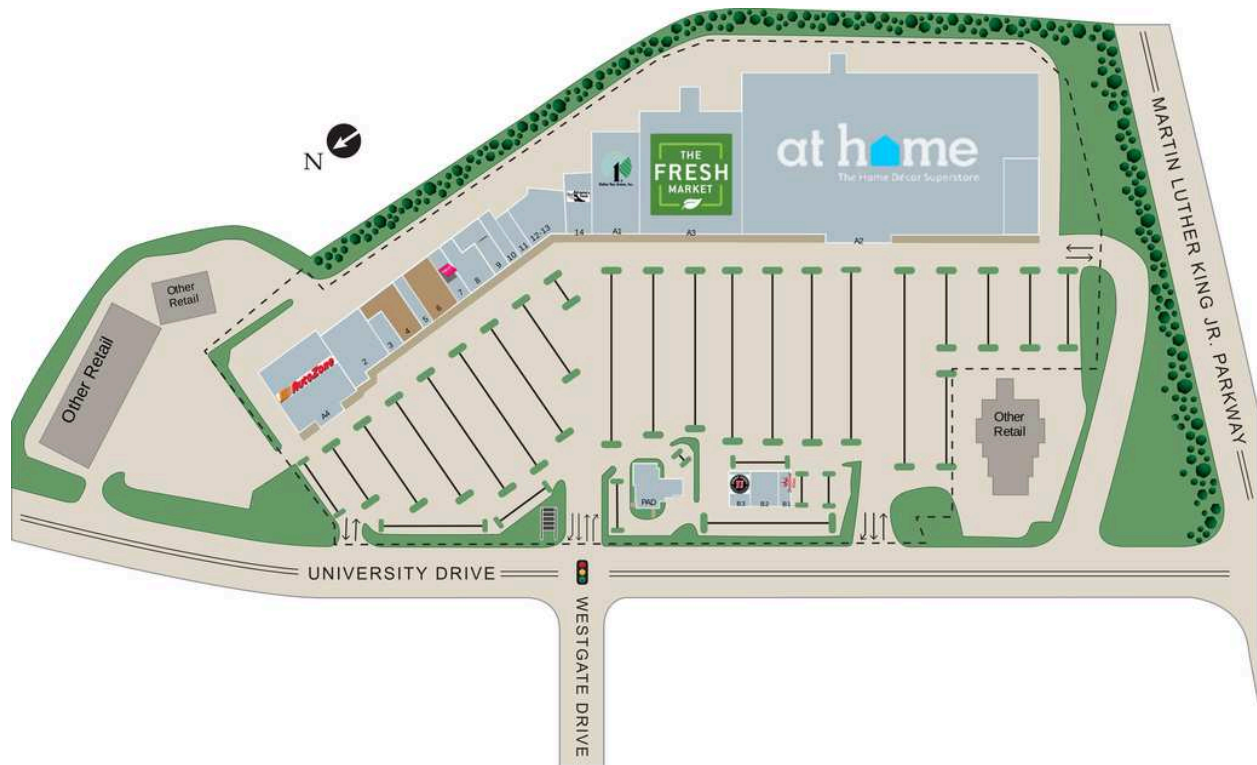 MARTIN LUTHER KING JR. PARKWAY
N
at home
The Home Décor Superstore
THE
FRESH
MARKET
1
Other
Retail
Other Retail
AutoZone
A4
2
3
4
5
6
7
8
9
10
11
12-13
14
A1
A3
A2
Other
Retail
PAD
B3
B2
B1
UNIVERSITY DRIVE
WESTGATE DRIVE